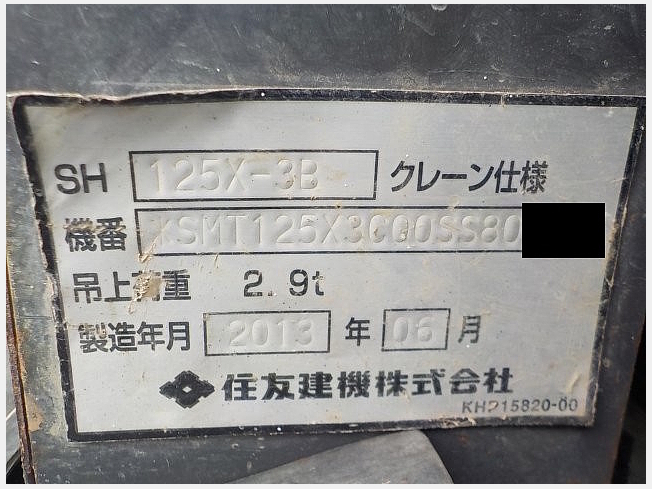 SH 125X-3B クレーン仕様
機番 KSMT125X3C00SS80
吊上荷重 2.9t
製造年月 2013 年 06 月
住友建機株式会社
KH215820-00